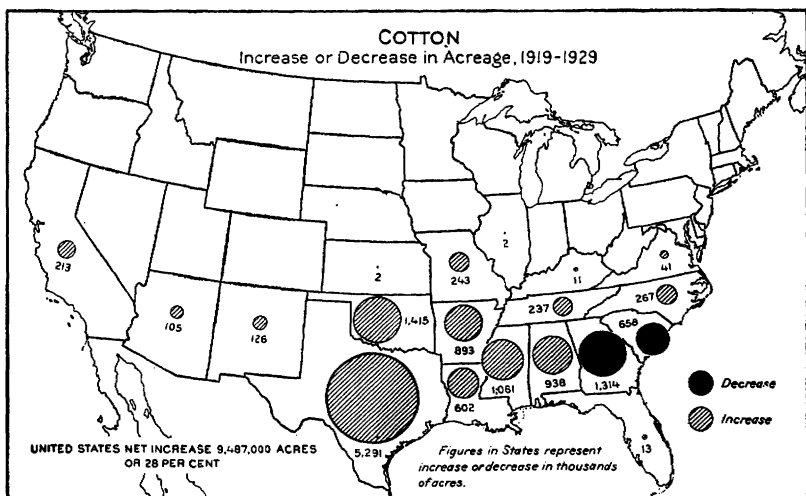 COTTON
Increase or Decrease in Acreage, 1919-1929
213
105
126
2
243
2
11
41
237
267
1,415
893
658
602
1,061
938
1,314
5,291
13
Decrease
Increase
UNITED STATES NET INCREASE 9,487,000 ACRES
OR 28 PER CENT
Figures in States represent
increase or decrease in thousands
of acres.